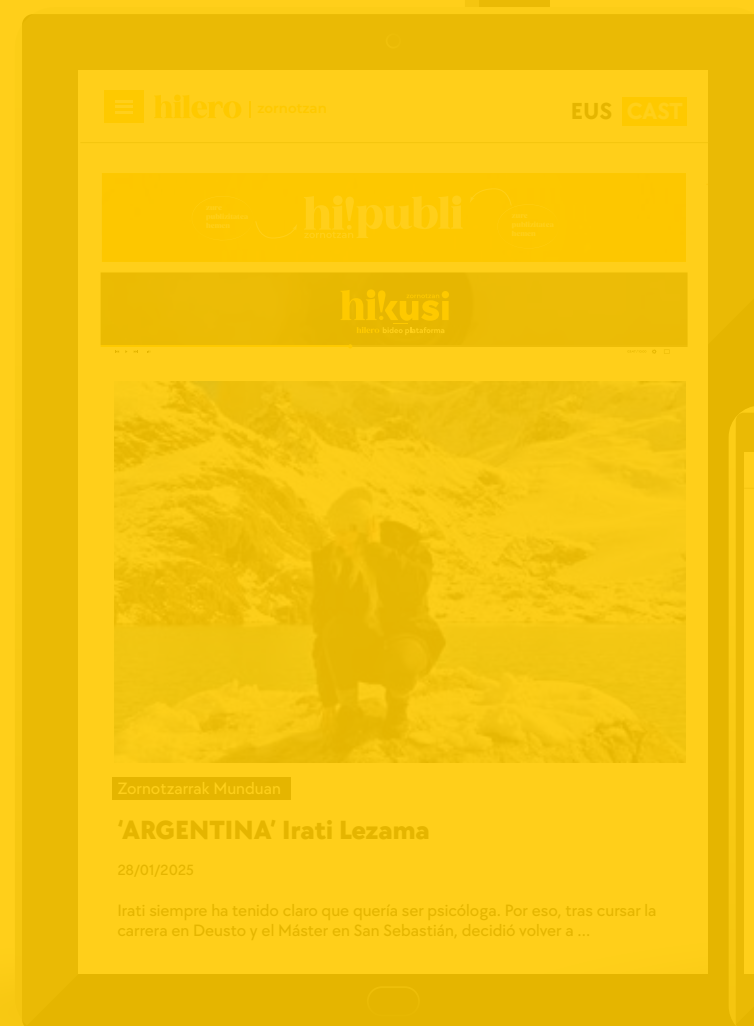 hilero | zornotzan
EUS CAST
hi!publi
hi!kusi
hilero bideo plataforma
Zornotzarrak Munduan
‘ARGENTINA’ Irati Lezama
28/01/2025
Irati siempre ha tenido claro que quería ser psicóloga. Por eso, tras cursar la
carrera en Deusto y el Máster en San Sebastián, decidió volver a ...